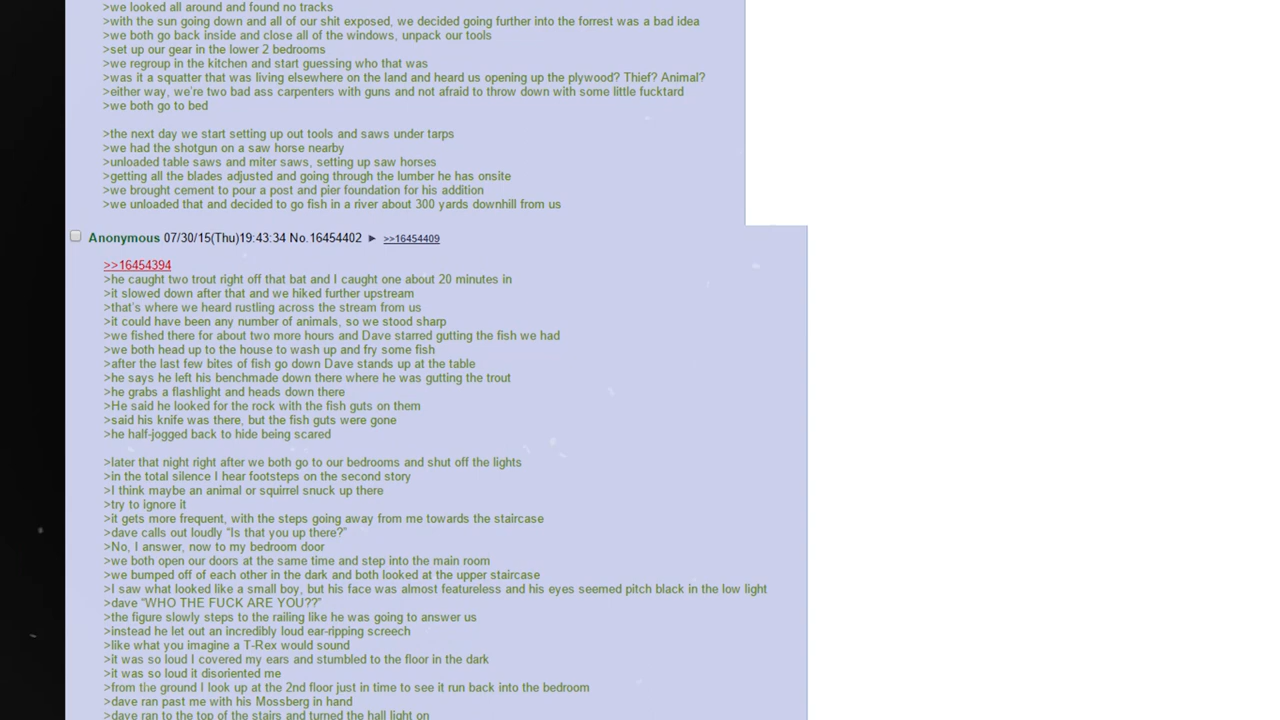 >we looked all around and found no tracks
>with the sun going down and all of our shit exposed, we decided going further into the forrest was a bad idea
>we both go back inside and close all of the windows, unpack our tools
>set up our gear in the lower 2 bedrooms
>we regroup in the kitchen and start guessing who that was
>was it a squatter that was living elsewhere on the land and heard us opening up the plywood? Thief? Animal?
>either way, we're two bad ass carpenters with guns and not afraid to throw down with some little fucktard
>we both go to bed
>the next day we start setting up out tools and saws under tarps
>we had the shotgun on a saw horse nearby
>unloaded table saws and miter saws, setting up saw horses
>getting all the blades adjusted and going through the lumber he has onsite
>we brought cement to pour a post and pier foundation for his addition
>we unloaded that and decided to go fish in a river about 300 yards downhill from us
Anonymous 07/30/15(Thu)19:43:34 No.16454402 ► >>16454409
>>16454394
>he caught two trout right off that bat and I caught one about 20 minutes in
>it slowed down after that and we hiked further upstream
>that's where we heard rustling across the stream from us
>it could have been any number of animals, so we stood sharp
>we fished there for about two more hours and Dave starred gutting the fish we had
>we both head up to the house to wash up and fry some fish
>after the last few bites of fish go down Dave stands up at the table
>he says he left his benchmade down there where he was gutting the trout
>he grabs a flashlight and heads down there
>He said he looked for the rock with the fish guts on them
>said his knife was there, but the fish guts were gone
>he half-jogged back to hide being scared
>later that night right after we both go to our bedrooms and shut off the lights
>in the total silence I hear footsteps on the second story
>I think maybe an animal or squirrel snuck up there
>try to ignore it
>it gets more frequent, with the steps going away from me towards the staircase
>dave calls out loudly “Is that you up there?”
>No, I answer, now to my bedroom door
>we both open our doors at the same time and step into the main room
>we bumped off of each other in the dark and both looked at the upper staircase
>I saw what looked like a small boy, but his face was almost featureless and his eyes seemed pitch black in the low light
>dave “WHO THE FUCK ARE YOU??”
>the figure slowly steps to the railing like he was going to answer us
>instead he let out an incredibly loud ear-ripping screech
>like what you imagine a T-Rex would sound
>it was so loud I covered my ears and stumbled to the floor in the dark
>it was so loud it disoriented me
>from the ground I look up at the 2nd floor just in time to see it run back into the bedroom
>dave ran past me with his Mossberg in hand
>dave ran to the top of the stairs and turned the hall light on